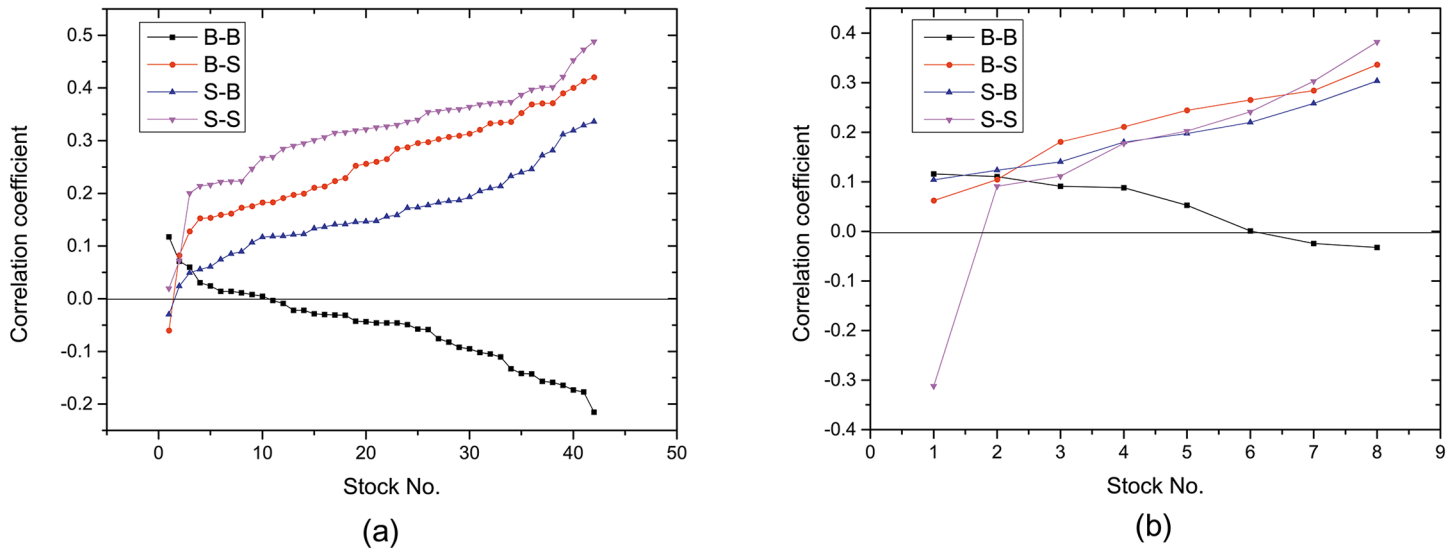 B-B
B-S
S-B
S-S
0.5
0.4
0.3
0.2
0.1
0.0
-0.1
-0.2
Correlation coefficient
0 10 20 30 40 50
Stock No.
(a)
B-B
B-S
S-B
S-S
0.4
0.3
0.2
0.1
0.0
-0.1
-0.2
-0.3
-0.4
Correlation coefficient
0 1 2 3 4 5 6 7 8 9
Stock No.
(b)